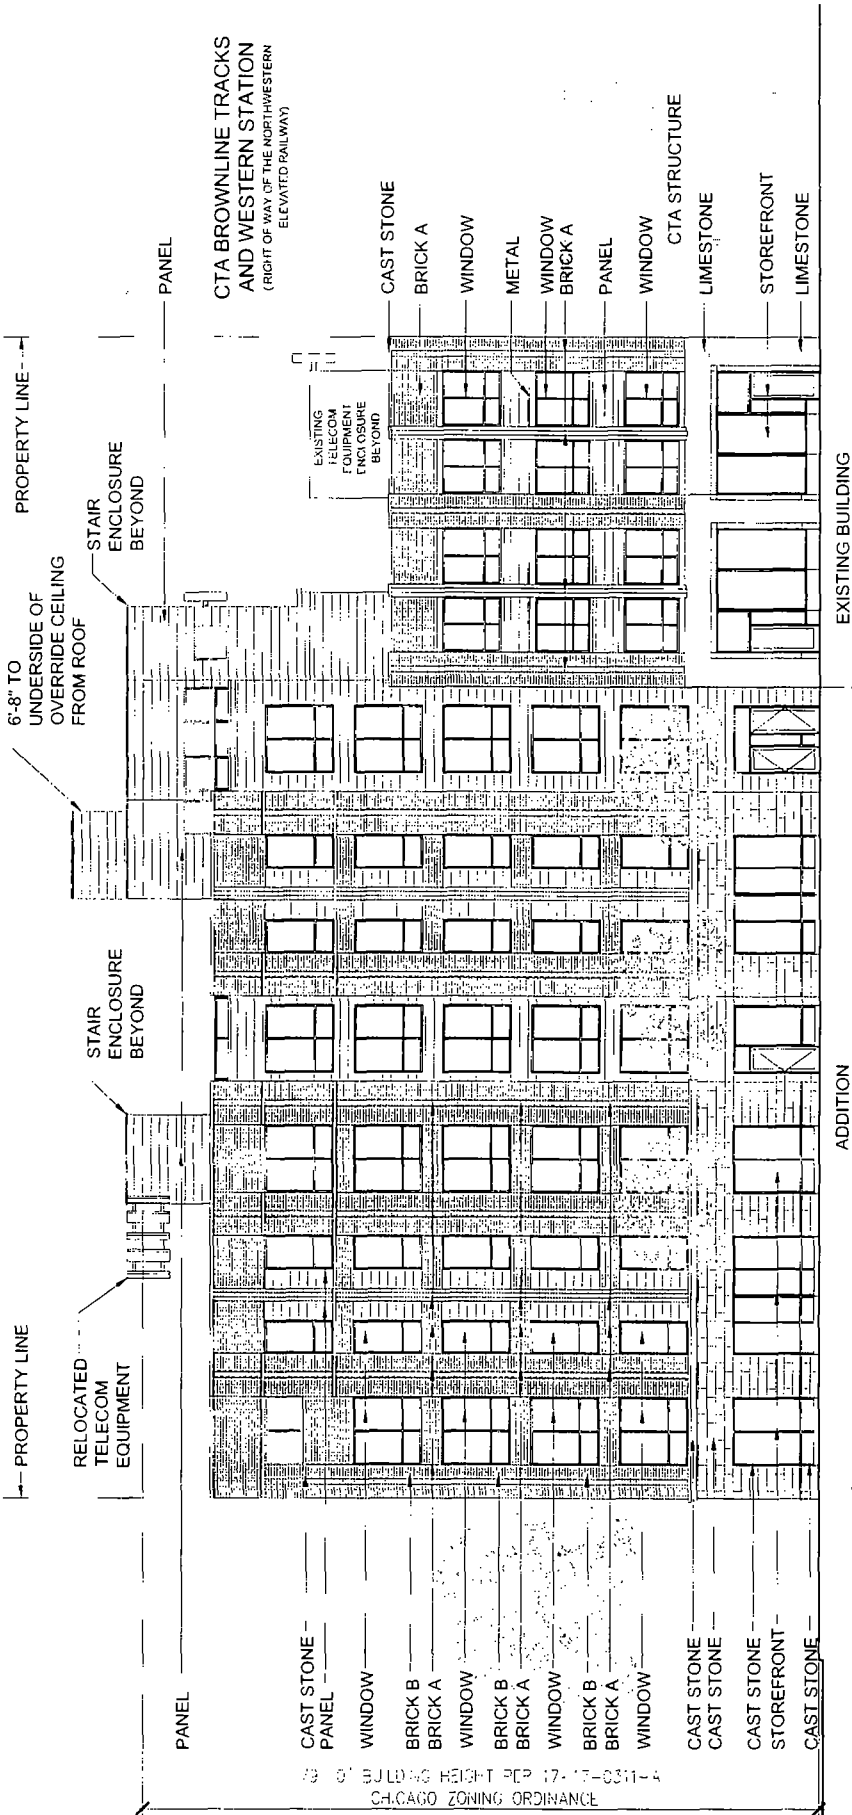 PROPERTY LINE
PROPERTY LINE
6'-8" TO
UNDERSIDE OF
OVERRIDE CEILING
FROM ROOF
STAIR
ENCLOSURE
BEYOND
STAIR
ENCLOSURE
BEYOND
RELOCATED
TELECOM
EQUIPMENT
PANEL
CAST STONE
PANEL
WINDOW
BRICK B
BRICK A
WINDOW
BRICK B
BRICK A
WINDOW
BRICK B
BRICK A
WINDOW
CAST STONE
CAST STONE
CAST STONE
STOREFRONT
CAST STONE
BUILDING HEIGHT PER
CHICAGO ZONING ORDINANCE
PANEL
CTA BROWNLINE TRACKS
AND WESTERN STATION
(RIGHT OF WAY OF THE NORTHWESTERN
ELEVATED RAILWAY)
EXISTING
TELECOM
EQUIPMENT
ENCLOSURE
BEYOND
CAST STONE
BRICK A
WINDOW
METAL
WINDOW
BRICK A
PANEL
WINDOW
CTA STRUCTURE
LIMESTONE
STOREFRONT
LIMESTONE
ADDITION
EXISTING BUILDING